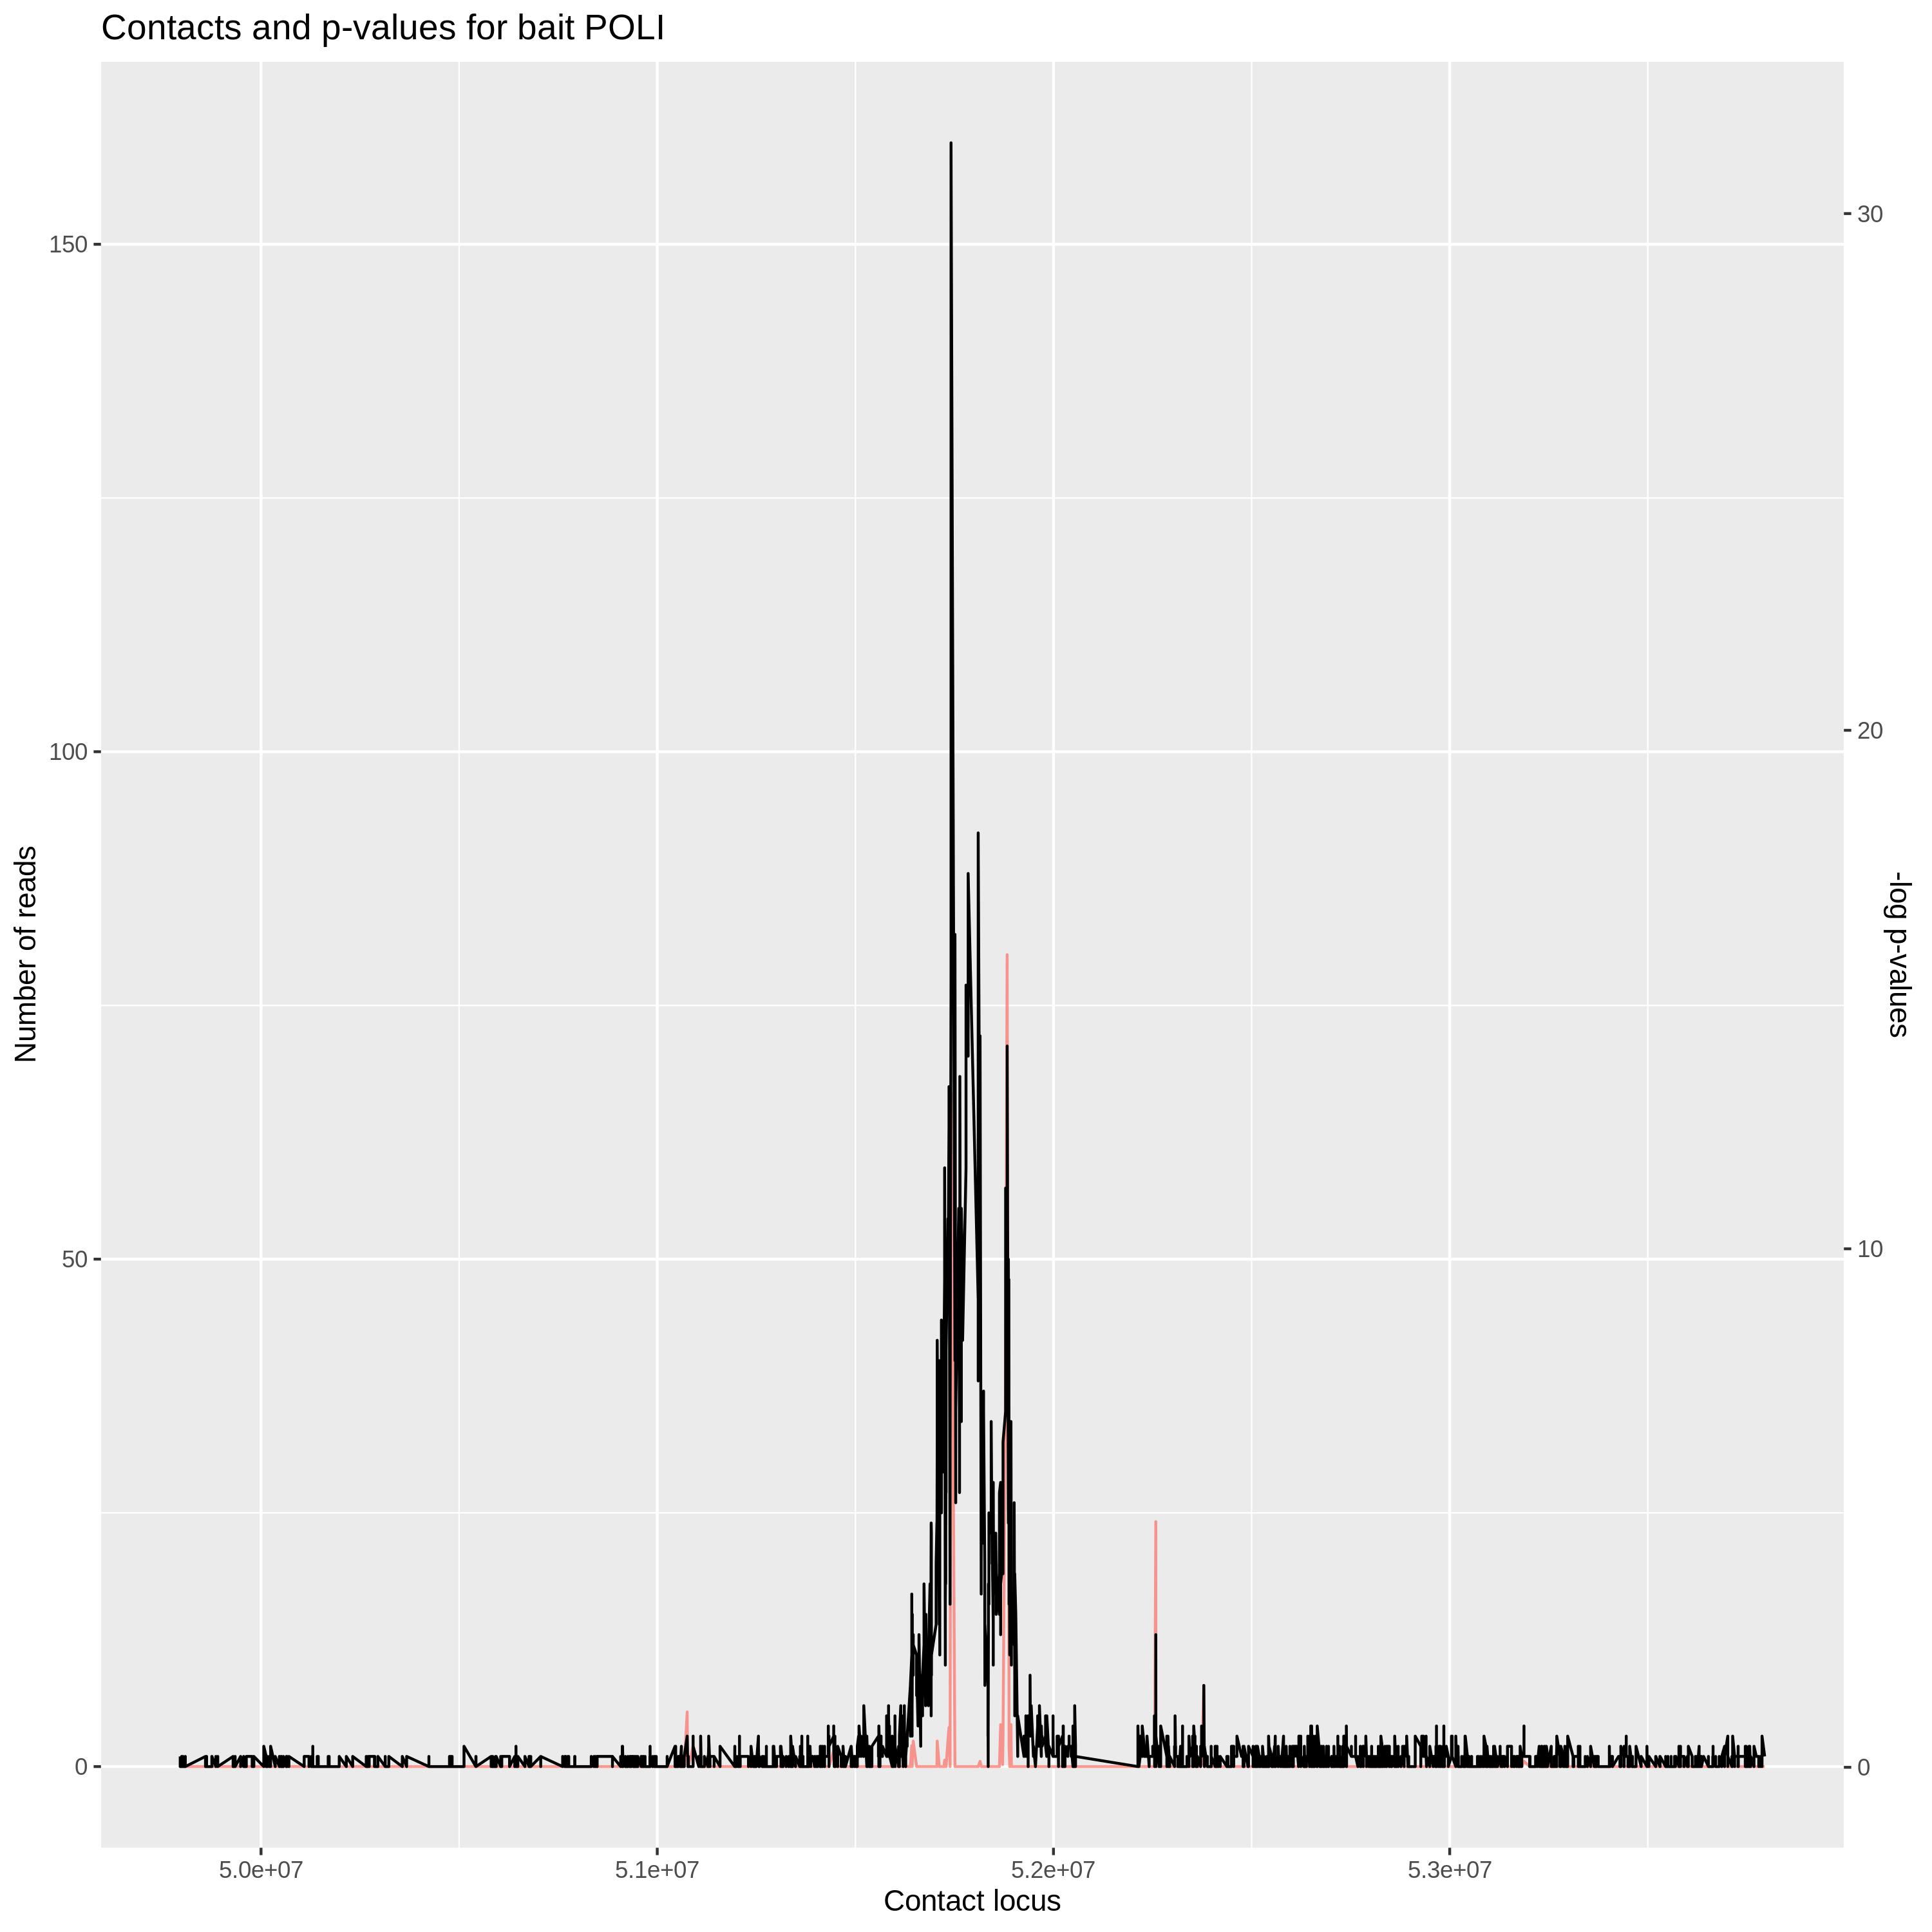 Contacts and p-values for bait POLI
150
100
50
0
Number of reads
30
20
10
0
-log p-values
5.0e+07
5.1e+07
5.2e+07
5.3e+07
Contact locus